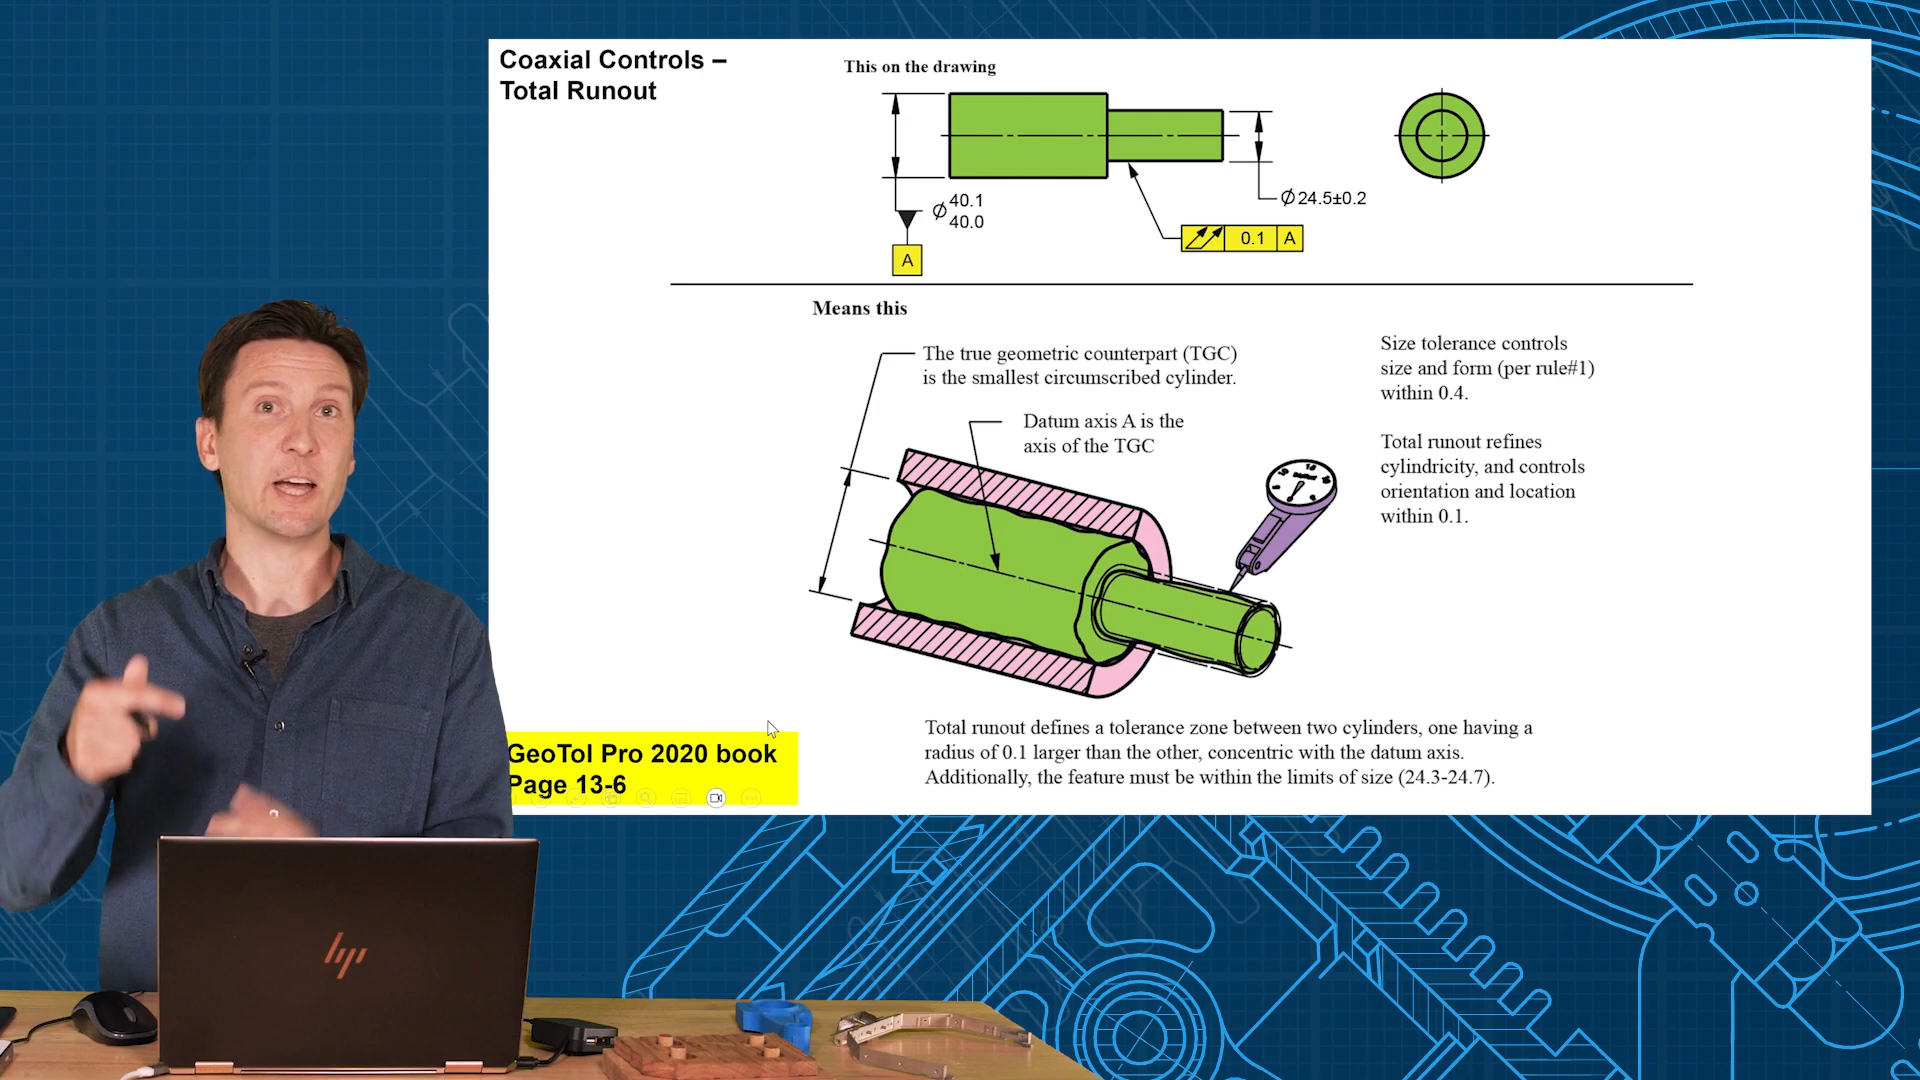 Coaxial Controls –
Total Runout
This on the drawing
40.1
⌀
40.0
A
⌀24.5±0.2
0.1 A
Means this
The true geometric counterpart (TGC)
is the smallest circumscribed cylinder.
Datum axis A is the
axis of the TGC
Size tolerance controls
size and form (per rule#1)
within 0.4.
Total runout refines
cylindricity, and controls
orientation and location
within 0.1.
Total runout defines a tolerance zone between two cylinders, one having a
radius of 0.1 larger than the other, concentric with the datum axis.
Additionally, the feature must be within the limits of size (24.3-24.7).
GeoTol Pro 2020 book
Page 13-6
hp